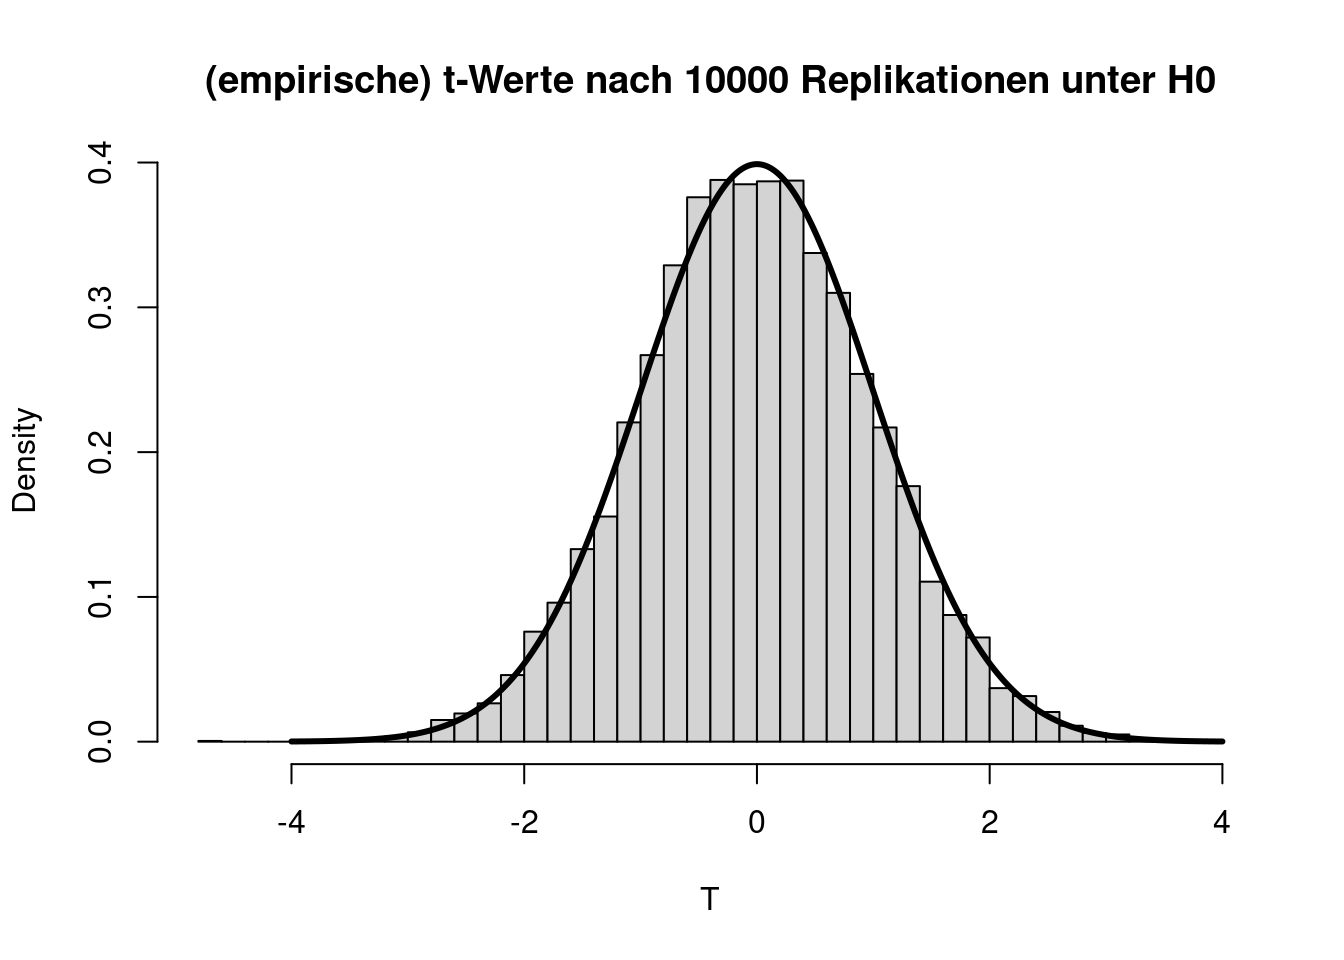 (empirische) t-Werte nach 10000 Replikationen unter H0
0.4
0.3
0.2
0.1
0.0
Density
-4 -2 0 2 4
T